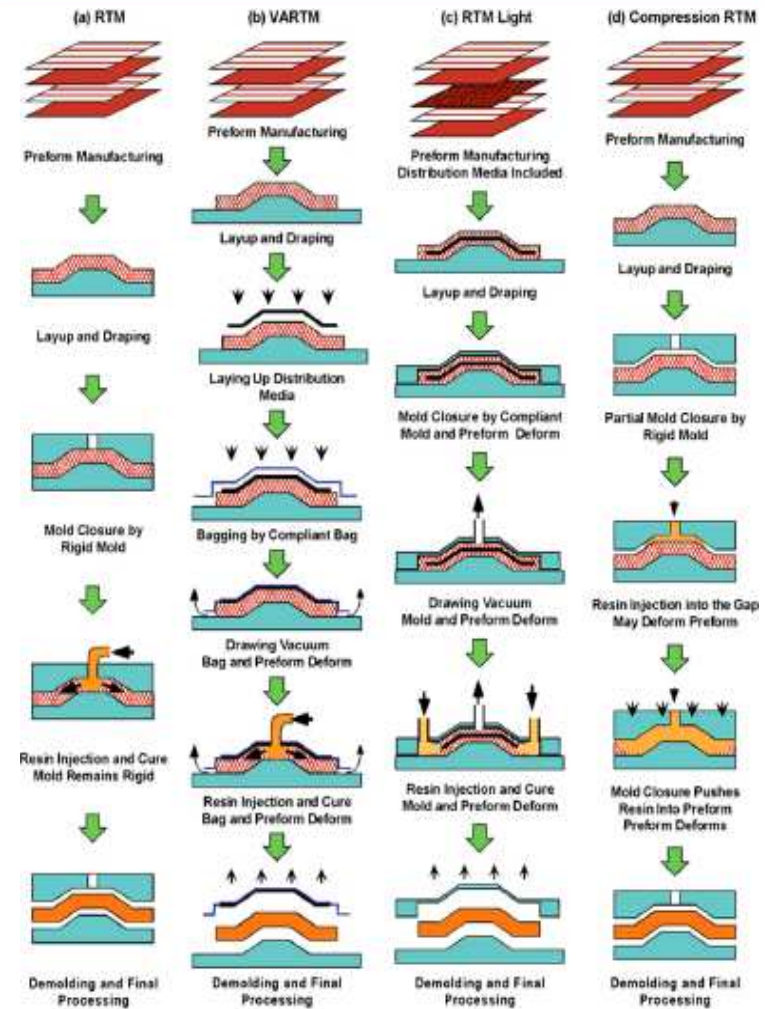 (a) RTM
Preform Manufacturing
Layup and Draping
Mold Closure by
Rigid Mold
Resin Injection and Cure
Mold Remains Rigid
Demolding and Final
Processing
(b) VARTM
Preform Manufacturing
Layup and Draping
Laying Up Distribution
Media
Bagging by Compliant Bag
Drawing Vacuum
Bag and Preform Deform
Resin Injection and Cure
Bag and Preform Deform
Demolding and Final
Processing
(c) RTM Light
Preform Manufacturing
Distribution Media Included
Layup and Draping
Mold Closure by Compliant
Mold and Preform Deform
Drawing Vacuum
Mold and Preform Deform
Resin Injection and Cure
Mold and Preform Deform
Demolding and Final
Processing
(d) Compression RTM
Preform Manufacturing
Layup and Draping
Partial Mold Closure by
Rigid Mold
Resin Injection into the Gap
May Deform Preform
Mold Closure Pushes
Resin Into Preform
Preform Deforms
Demolding and Final
Processing